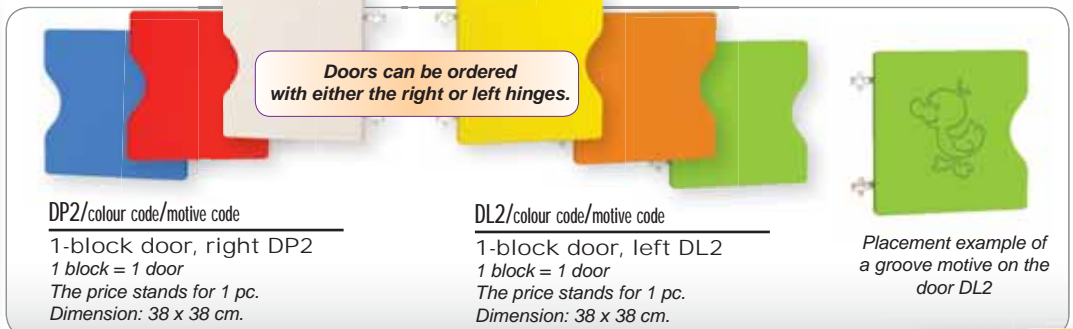 Doors can be ordered
with either the right or left hinges.
DP2/colour code/motive code
1-block door, right DP2
1 block = 1 door
The price stands for 1 pc.
Dimension: 38 x 38 cm.
DL2/colour code/motive code
1-block door, left DL2
1 block = 1 door
The price stands for 1 pc.
Dimension: 38 x 38 cm.
Placement example of
a groove motive on the
door DL2